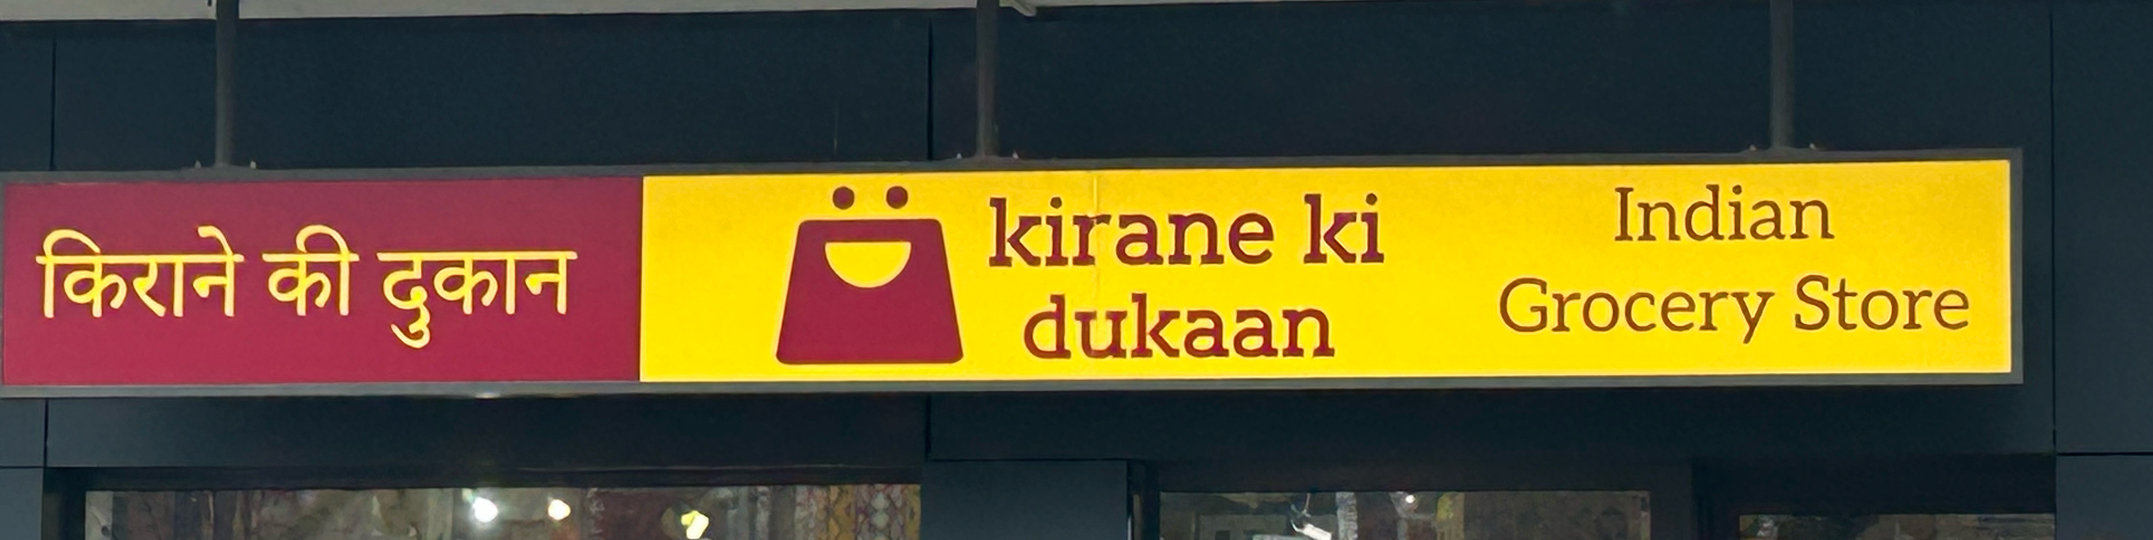 किराने की दुकान
kirane ki
dukaan
Indian
Grocery Store